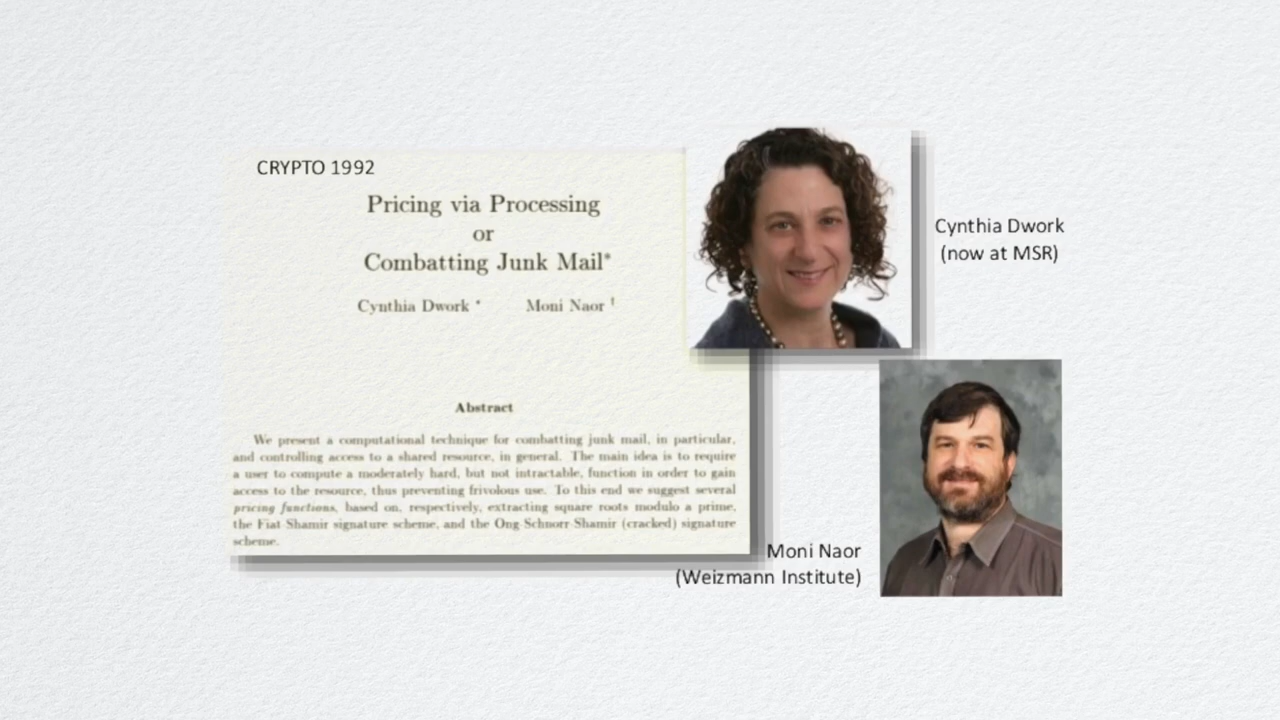 CRYPTO 1992
Pricing via Processing
or
Combatting Junk Mail*
Cynthia Dwork * Moni Naor †
Abstract
We present a computational technique for combatting junk mail, in particular,
and controlling access to a shared resource, in general. The main idea is to require
a user to compute a moderately hard, but not intractable, function in order to gain
access to the resource, thus preventing frivolous use. To this end we suggest several
pricing functions, based on, respectively, extracting square roots modulo a prime,
the Fiat-Shamir signature scheme, and the Ong-Schnorr-Shamir (cracked) signature
scheme.
Cynthia Dwork
(now at MSR)
Moni Naor
(Weizmann Institute)